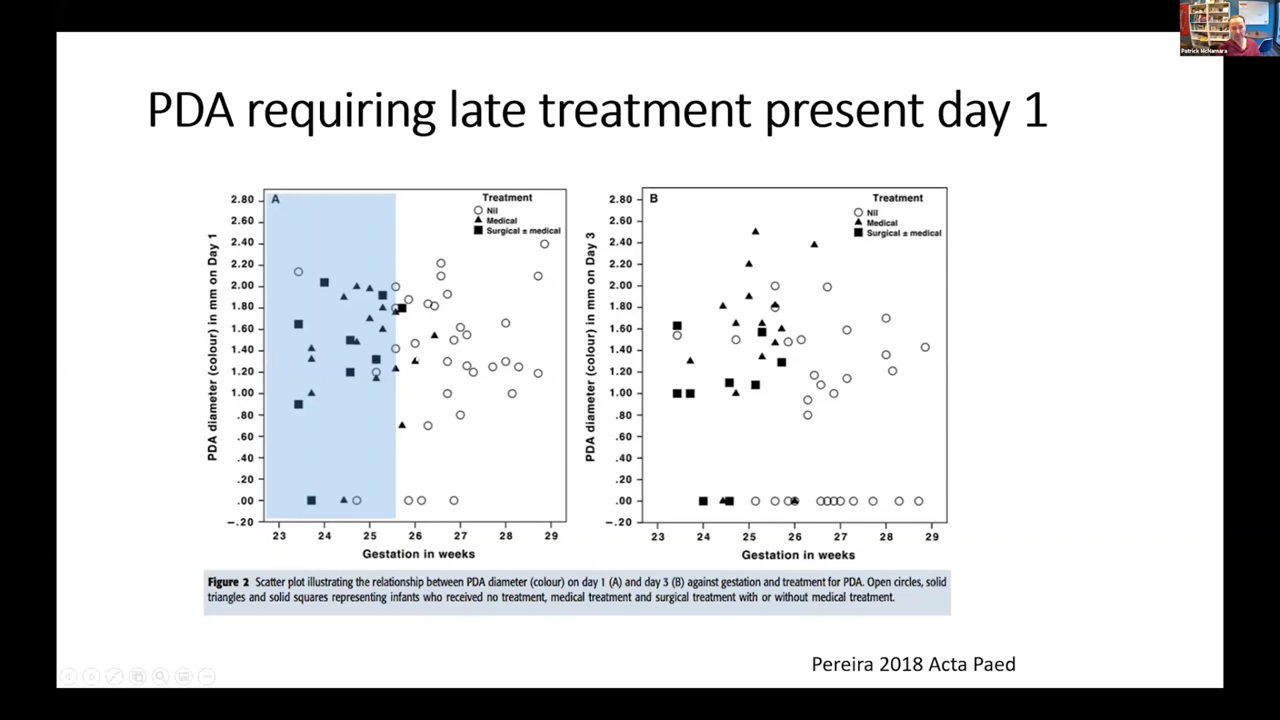 Patrick McNamara
PDA requiring late treatment present day 1
A
Treatment
Nil
Medical
Surgical ± medical
PDA diameter (colour) in mm on Day 1
2.80
2.60
2.40
2.20
2.00
1.80
1.60
1.40
1.20
1.00
.80
.60
.40
.20
.00
-.20
23 24 25 26 27 28 29
Gestation in weeks
B
Treatment
Nil
Medical
Surgical ± medical
PDA diameter (colour) in mm on Day 3
2.80
2.60
2.40
2.20
2.00
1.80
1.60
1.40
1.20
1.00
.80
.60
.40
.20
.00
-.20
23 24 25 26 27 28 29
Gestation in weeks
Figure 2 Scatter plot illustrating the relationship between PDA diameter (colour) on day 1 (A) and day 3 (B) against gestation and treatment for PDA. Open circles, solid
triangles and solid squares representing infants who received no treatment, medical treatment and surgical treatment with or without medical treatment.
Pereira 2018 Acta Paed